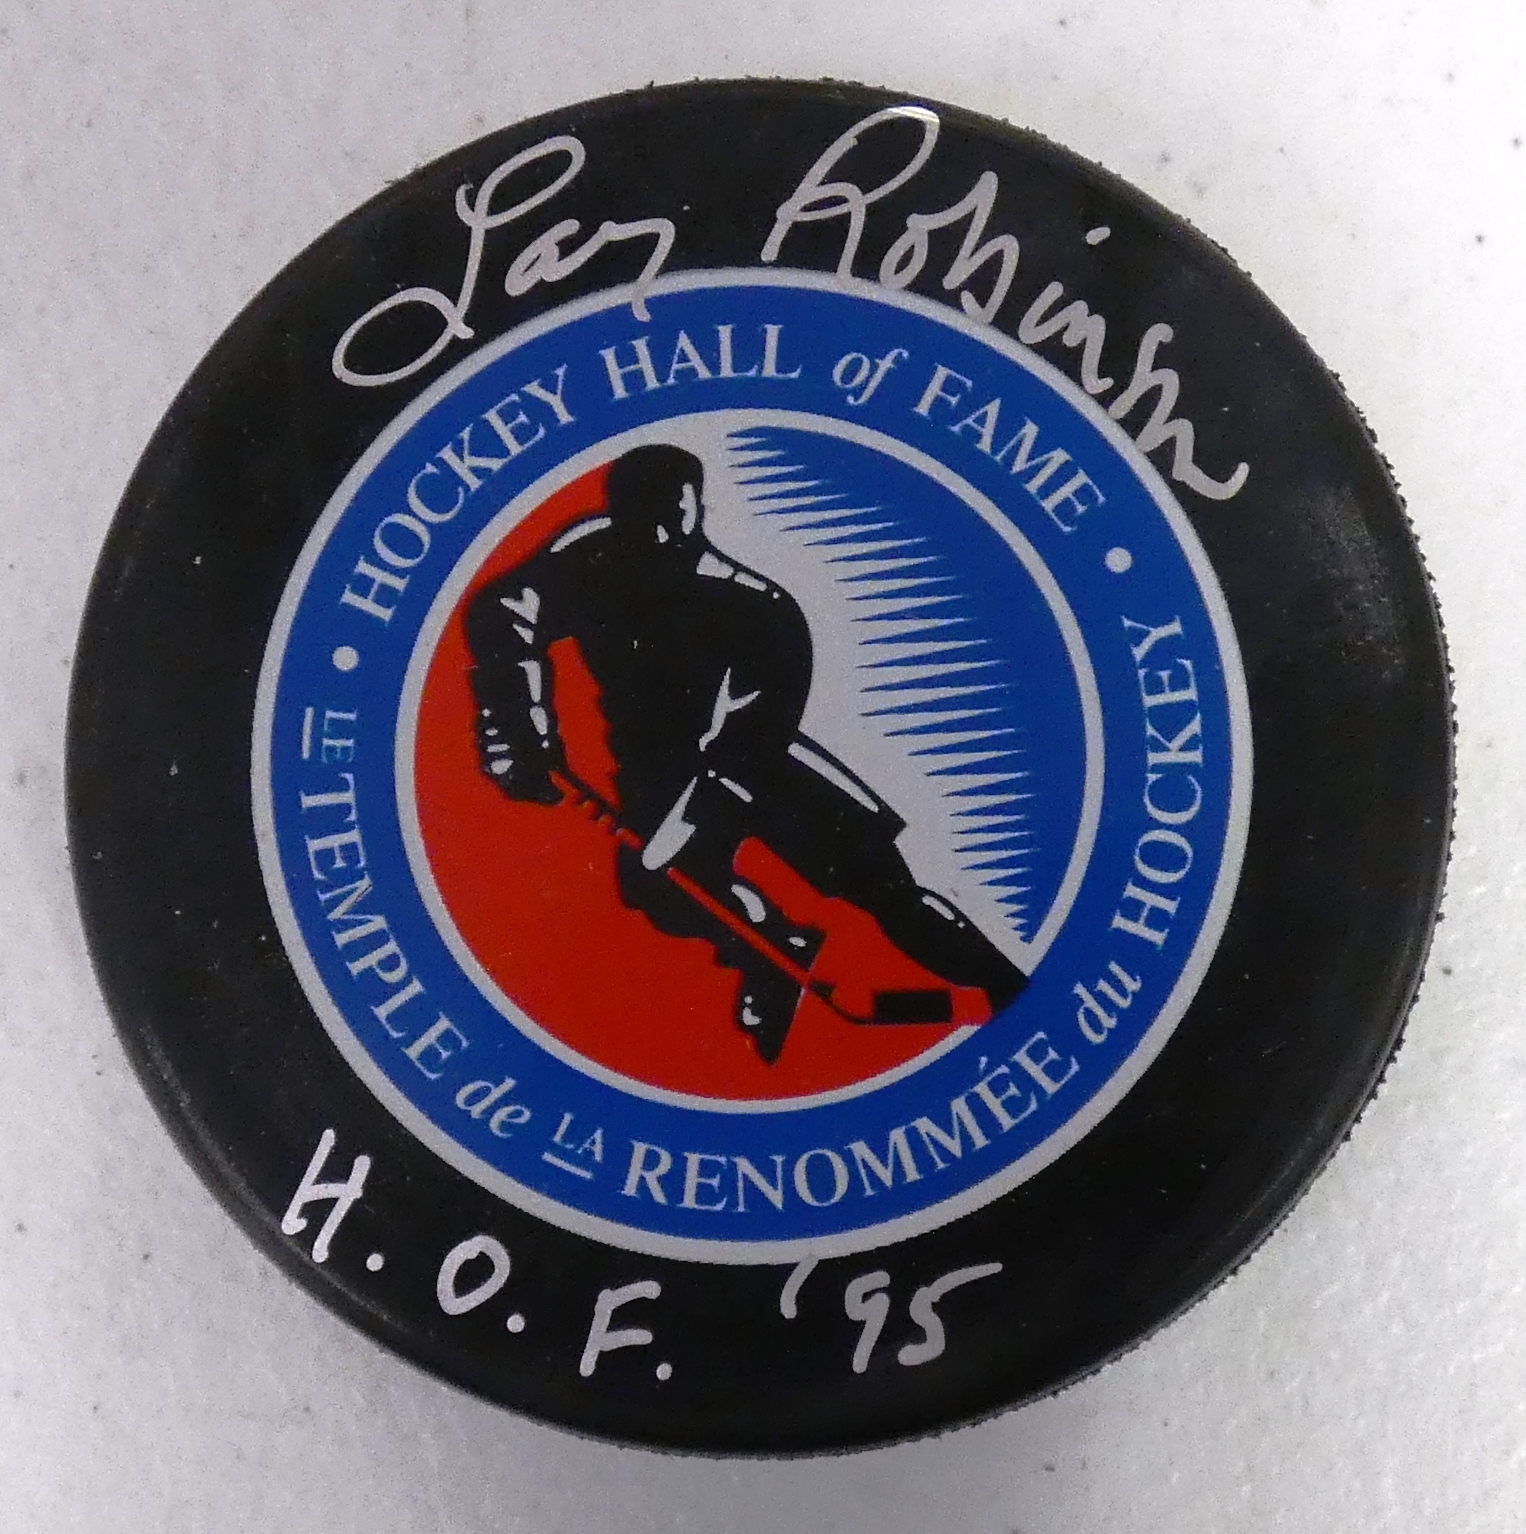 Larry Robinson
HOCKEY HALL of FAME
LE TEMPLE de LA RENOMMÉE du HOCKEY
H.O.F. '95